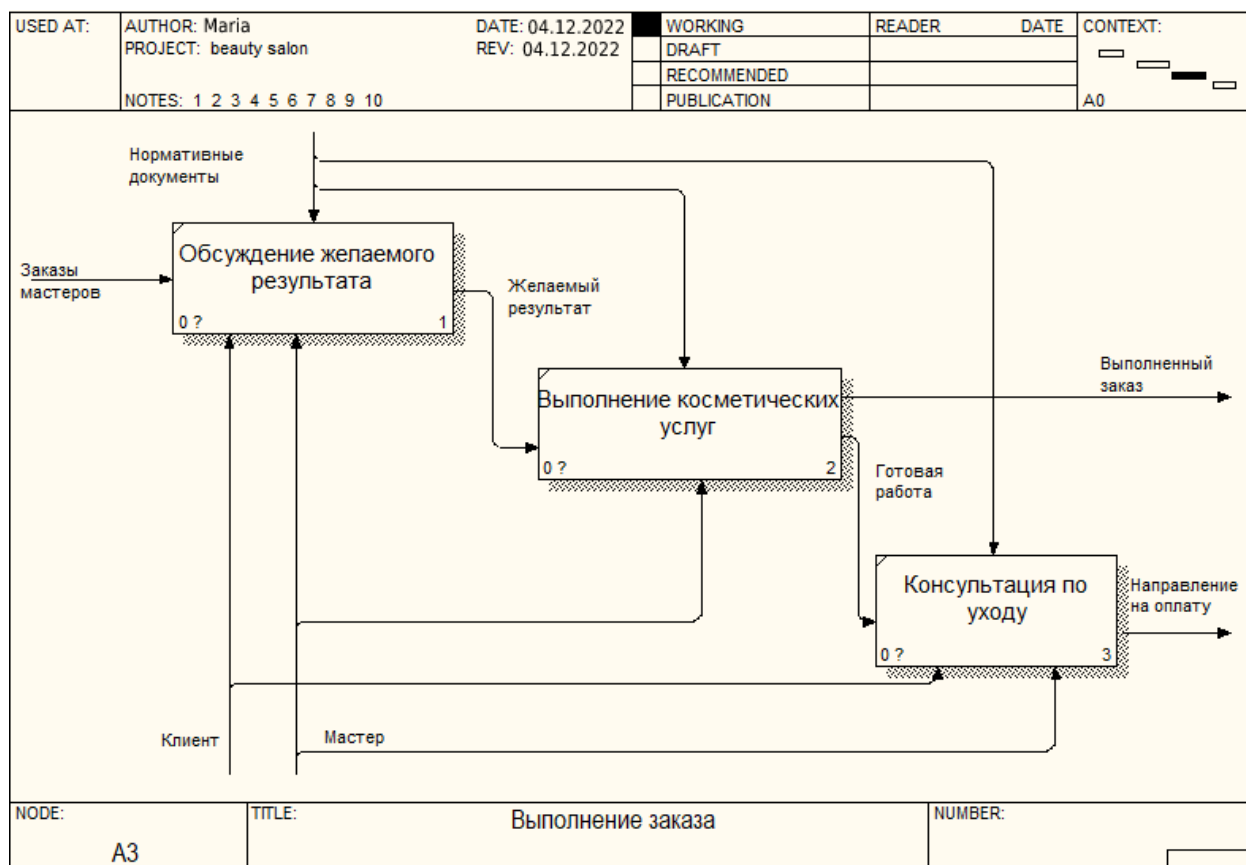 USED AT:
AUTHOR: Maria
DATE: 04.12.2022
PROJECT: beauty salon
REV: 04.12.2022
NOTES: 1 2 3 4 5 6 7 8 9 10
WORKING
DRAFT
RECOMMENDED
PUBLICATION
READER DATE
CONTEXT:
A0
Нормативные
документы
Заказы
мастеров
Обсуждение желаемого
результата
0 ? 1
Желаемый
результат
Выполнение косметических
услуг
0 ? 2
Выполненный
заказ
Готовая
работа
Консультация по
уходу
0 ? 3
Направление
на оплату
Клиент
Мастер
NODE:
A3
TITLE:
Выполнение заказа
NUMBER: